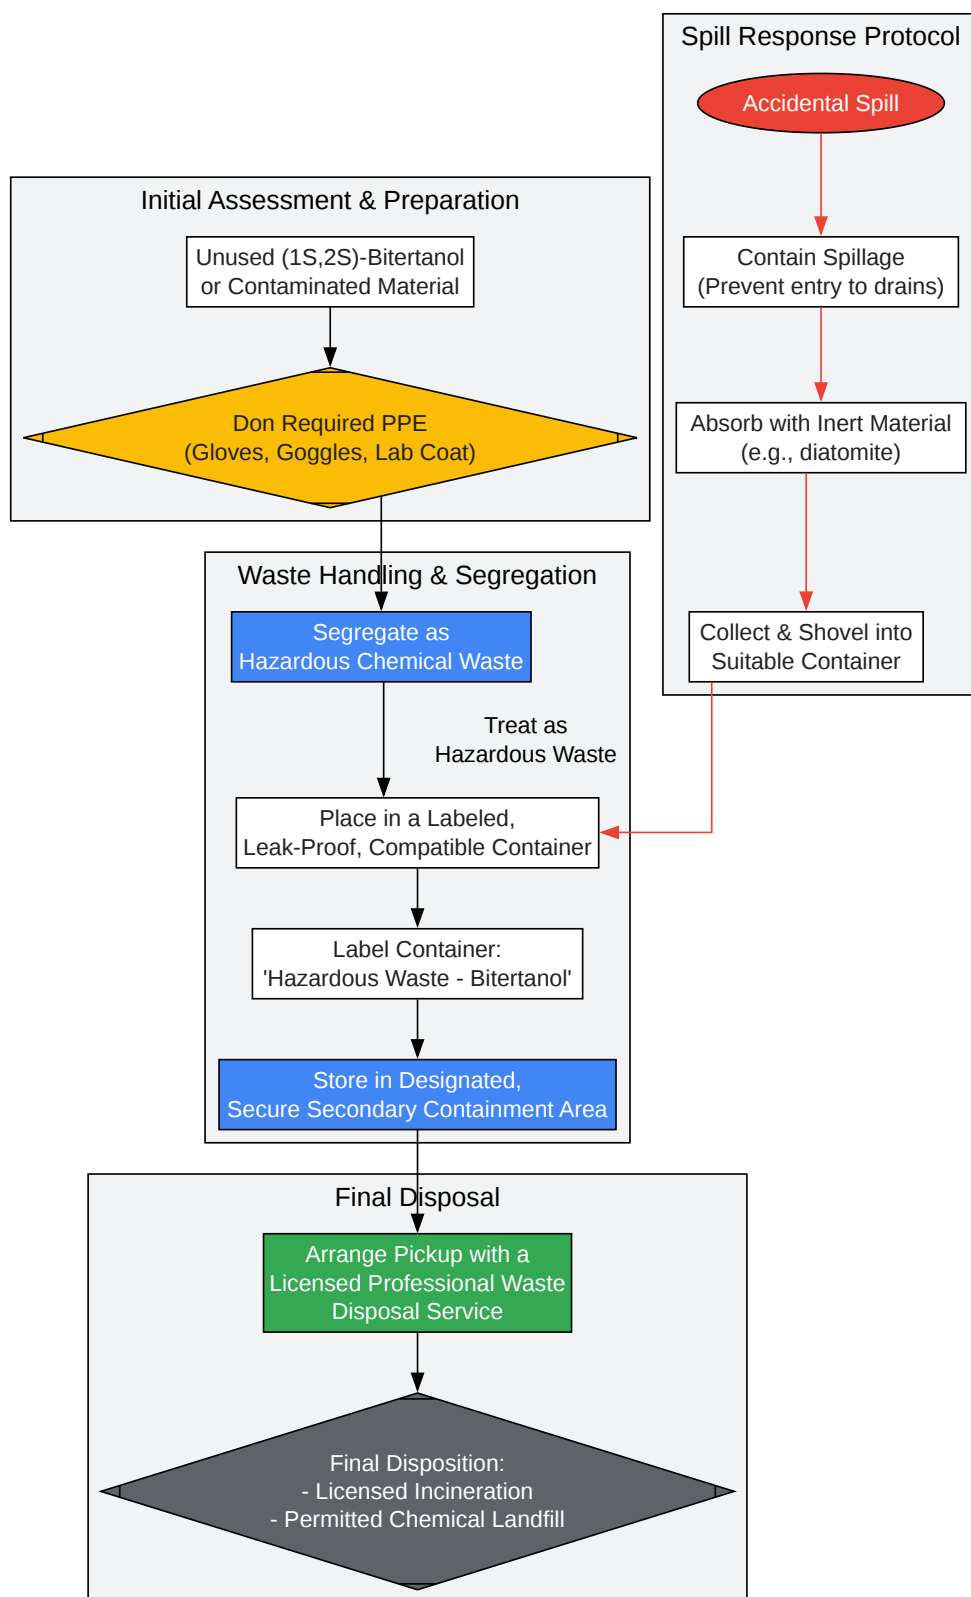 Spill Response Protocol
Accidental Spill
Contain Spillage
(Prevent entry to drains)
Absorb with Inert Material
(e.g., diatomite)
Collect & Shovel into
Suitable Container
Initial Assessment & Preparation
Unused (1S,2S)-Bitertanol
or Contaminated Material
Don Required PPE
(Gloves, Goggles, Lab Coat)
Waste Handling & Segregation
Segregate as
Hazardous Chemical Waste
Treat as
Hazardous Waste
Place in a Labeled,
Leak-Proof, Compatible Container
Label Container:
'Hazardous Waste - Bitertanol'
Store in Designated,
Secure Secondary Containment Area
Final Disposal
Arrange Pickup with a
Licensed Professional Waste
Disposal Service
Final Disposition:
- Licensed Incineration
- Permitted Chemical Landfill